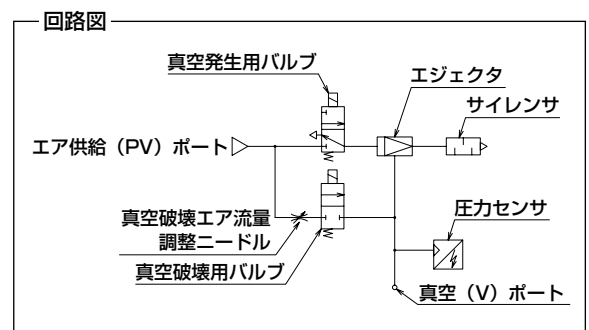 回路図
真空発生用バルブ
エジェクタ
サイレンサ
エア供給（PV）ポート
真空破壊エア流量
調整ニードル
圧力センサ
真空破壊用バルブ
真空（V）ポート